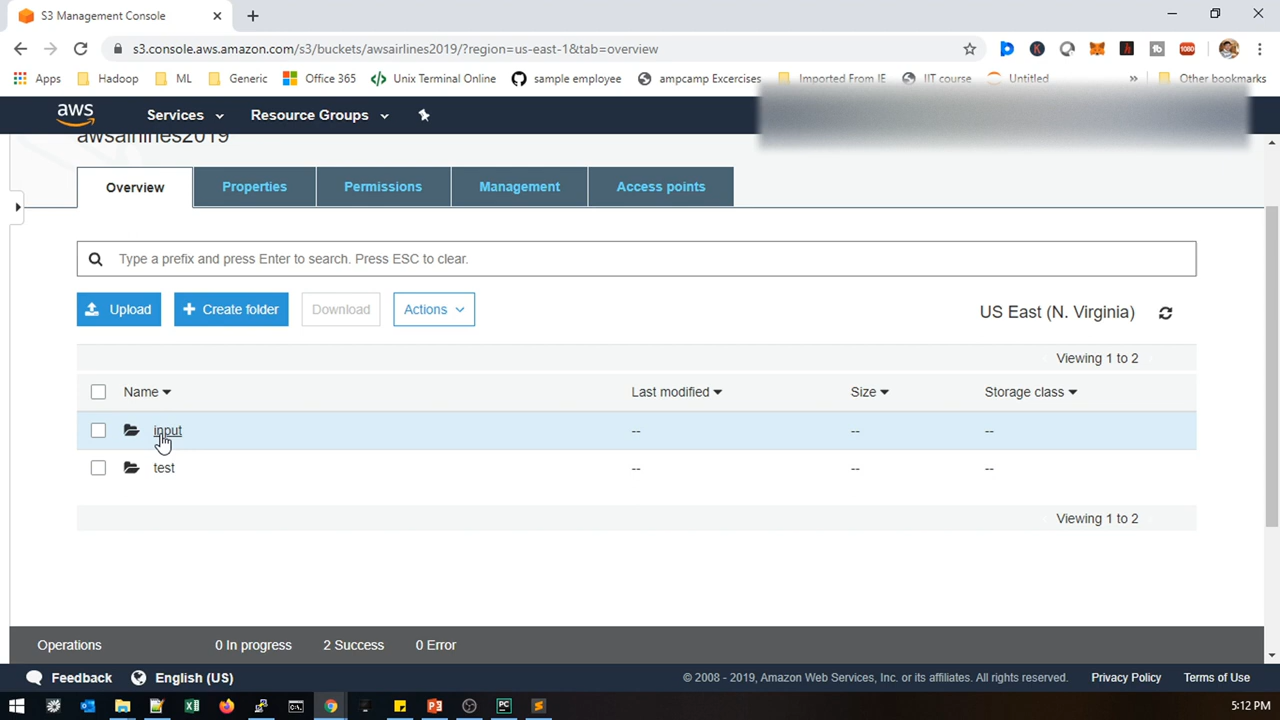 S3 Management Console
s3.console.aws.amazon.com/s3/buckets/awsairlines2019/?region=us-east-1&tab=overview
Apps Hadoop ML Generic Office 365 Unix Terminal Online sample employee ampcamp Excercises Imported From IE IIT course Untitled » Other bookmarks
aws Services Resource Groups
awsairlines2019
Overview Properties Permissions Management Access points
Type a prefix and press Enter to search. Press ESC to clear.
Upload Create folder Download Actions US East (N. Virginia)
Viewing 1 to 2
Name Last modified Size Storage class
input -- -- --
test -- -- --
Viewing 1 to 2
Operations 0 In progress 2 Success 0 Error
Feedback English (US) © 2008 - 2019, Amazon Web Services, Inc. or its affiliates. All rights reserved. Privacy Policy Terms of Use
5:12 PM